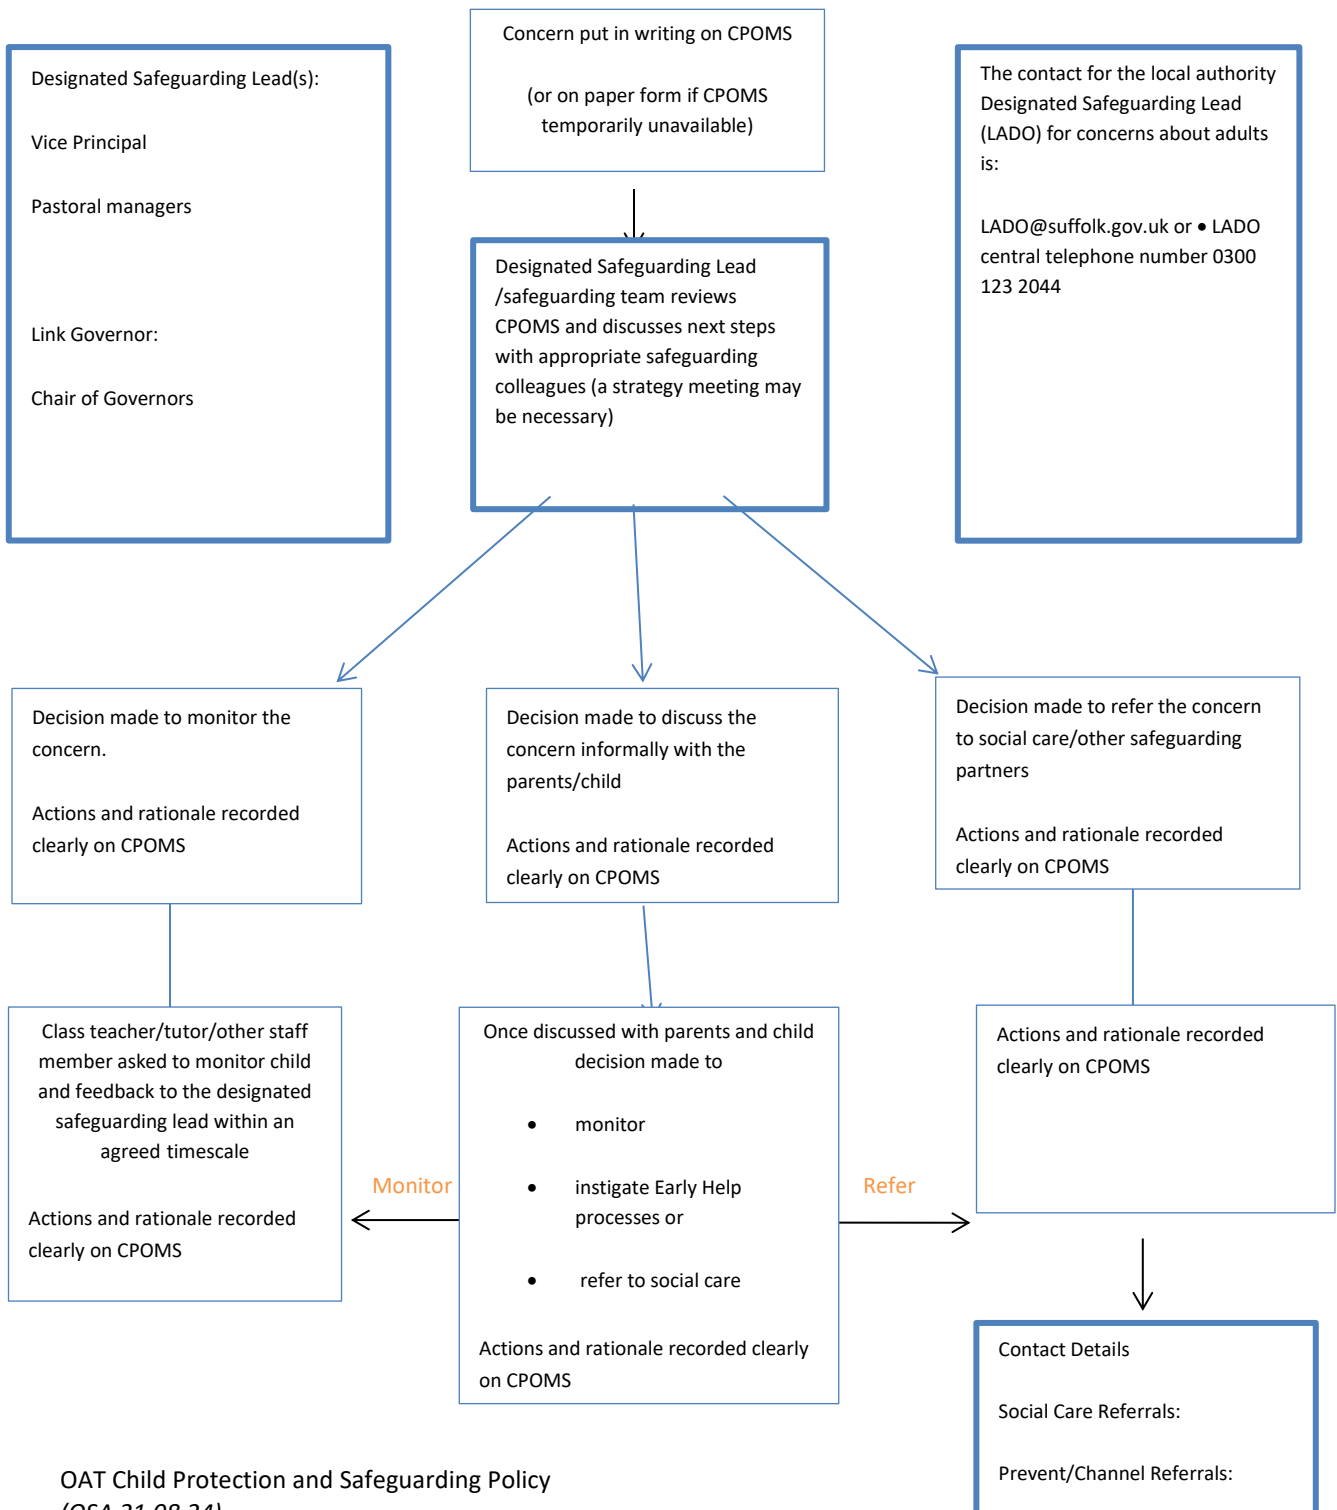 Concern put in writing on CPOMS
(or on paper form if CPOMS
temporarily unavailable)
Designated Safeguarding Lead(s):
Vice Principal
Pastoral managers
Link Governor:
Chair of Governors
The contact for the local authority
Designated Safeguarding Lead
(LADO) for concerns about adults
is:
LADO@suffolk.gov.uk or • LADO
central telephone number 0300
123 2044
Designated Safeguarding Lead
/safeguarding team reviews
CPOMS and discusses next steps
with appropriate safeguarding
colleagues (a strategy meeting may
be necessary)
Decision made to monitor the
concern.
Actions and rationale recorded
clearly on CPOMS
Decision made to discuss the
concern informally with the
parents/child
Actions and rationale recorded
clearly on CPOMS
Decision made to refer the concern
to social care/other safeguarding
partners
Actions and rationale recorded
clearly on CPOMS
Class teacher/tutor/other staff
member asked to monitor child
and feedback to the designated
safeguarding lead within an
agreed timescale
Actions and rationale recorded
clearly on CPOMS
Monitor
Once discussed with parents and child
decision made to
• monitor
• instigate Early Help
processes or
• refer to social care
Actions and rationale recorded clearly
on CPOMS
Refer
Actions and rationale recorded
clearly on CPOMS
Contact Details
Social Care Referrals:
Prevent/Channel Referrals:
OAT Child Protection and Safeguarding Policy
(OSA 31.08.24)